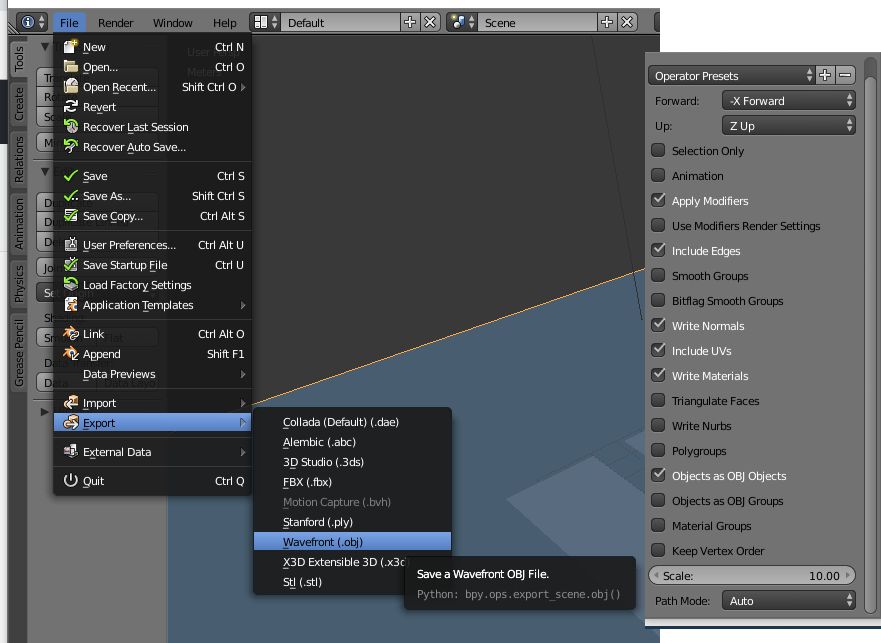 File Render Window Help Default Scene
Tools
Create
Relations
Animation
Physics
Grease Pencil
New Ctrl N
Open... Ctrl O
Open Recent... Shift Ctrl O
Revert
Recover Last Session
Recover Auto Save...
Save Ctrl S
Save As... Shift Ctrl S
Save Copy... Ctrl Alt S
User Preferences... Ctrl Alt U
Save Startup File Ctrl U
Load Factory Settings
Application Templates
Link Ctrl Alt O
Append Shift F1
Data Previews
Import
Export
External Data
Quit Ctrl Q
Collada (Default) (.dae)
Alembic (.abc)
3D Studio (.3ds)
FBX (.fbx)
Motion Capture (.bvh)
Stanford (.ply)
Wavefront (.obj)
X3D Extensible 3D (.x3d
Stl (.stl)
Save a Wavefront OBJ File.
Python: bpy.ops.export_scene.obj()
Operator Presets
Forward: -X Forward
Up: Z Up
Selection Only
Animation
Apply Modifiers
Use Modifiers Render Settings
Include Edges
Smooth Groups
Bitflag Smooth Groups
Write Normals
Include UVs
Write Materials
Triangulate Faces
Write Nurbs
Polygroups
Objects as OBJ Objects
Objects as OBJ Groups
Material Groups
Keep Vertex Order
Scale: 10.00
Path Mode: Auto